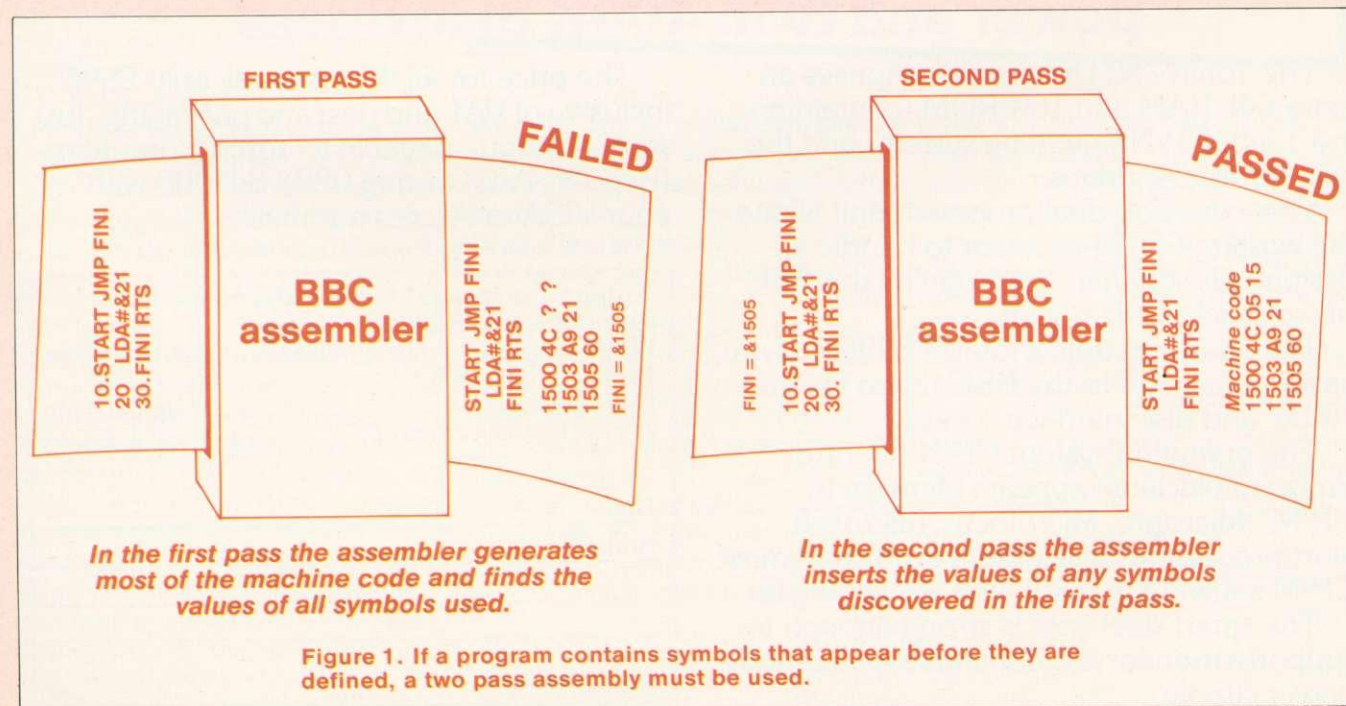 FIRST PASS
FAILED
10.START JMP FINI
20 LDA#&21
30.FINI RTS
BBC
assembler
START JMP FINI
LDA#&21
FINI RTS
1500 4C ? ?
1503 A9 21
1505 60
FINI = &1505
In the first pass the assembler generates
most of the machine code and finds the
values of all symbols used.
SECOND PASS
PASSED
FINI = &1505
10.START JMP FINI
20 LDA#&21
30. FINI RTS
BBC
assembler
START JMP FINI
LDA#&21
FINI RTS
Machine code
1500 4C 05 15
1503 A9 21
1505 60
In the second pass the assembler
inserts the values of any symbols
discovered in the first pass.
Figure 1. If a program contains symbols that appear before they are
defined, a two pass assembly must be used.